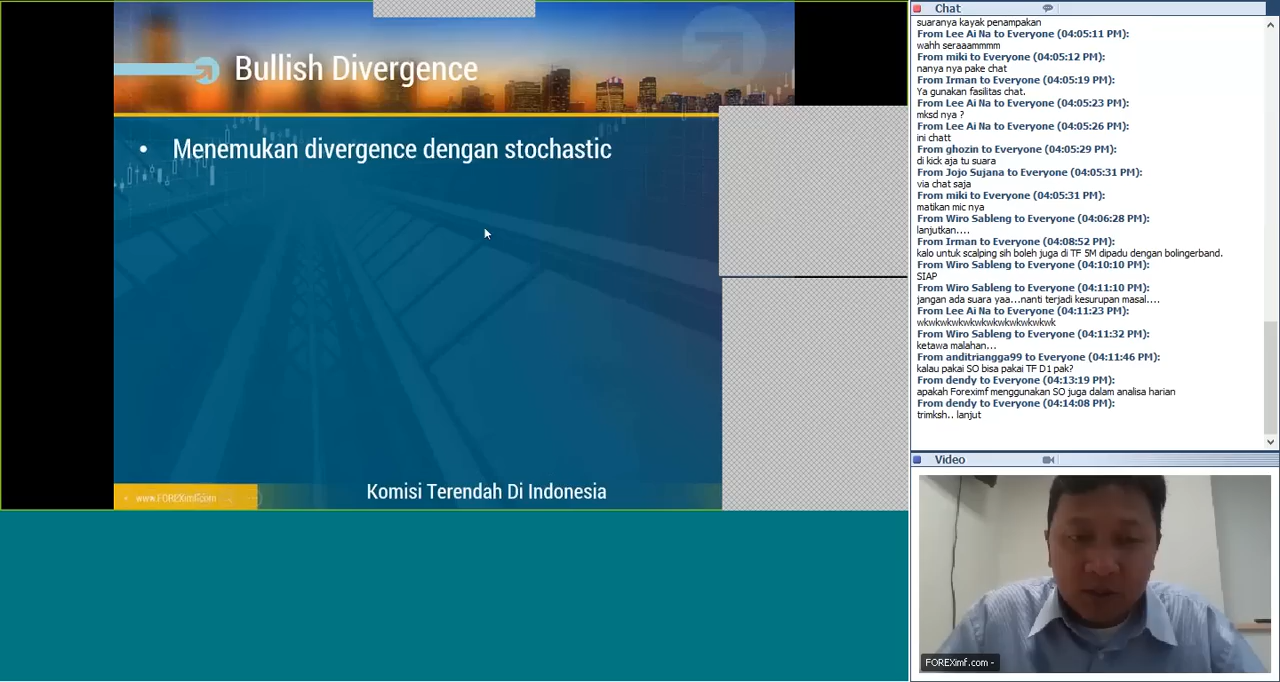 Bullish Divergence
• Menemukan divergence dengan stochastic
www.FOREXimf.com
Komisi Terendah Di Indonesia
Chat
suaranya kayak penampakan
From Lee Ai Na to Everyone (04:05:11 PM):
wahh seraaammmm
From miki to Everyone (04:05:12 PM):
nanya nya pake chat
From Irman to Everyone (04:05:19 PM):
Ya gunakan fasilitas chat.
From Lee Ai Na to Everyone (04:05:23 PM):
mksd nya ?
From Lee Ai Na to Everyone (04:05:26 PM):
ini chatt
From ghozin to Everyone (04:05:29 PM):
di kick aja tu suara
From Jojo Sujana to Everyone (04:05:31 PM):
via chat saja
From miki to Everyone (04:05:31 PM):
matikan mic nya
From Wiro Sableng to Everyone (04:06:28 PM):
lanjutkan....
From Irman to Everyone (04:08:52 PM):
kalo untuk scalping sih boleh juga di TF 5M dipadu dengan bolingerband.
From Wiro Sableng to Everyone (04:10:10 PM):
SIAP
From Wiro Sableng to Everyone (04:11:10 PM):
jangan ada suara yaa...nanti terjadi kesurupan masal....
From Lee Ai Na to Everyone (04:11:23 PM):
wkwkwkwkwkwkwkwkwkwkwkwk
From Wiro Sableng to Everyone (04:11:32 PM):
ketawa malahan...
From anditriangga99 to Everyone (04:11:46 PM):
kalau pakai SO bisa pakai TF D1 pak?
From dendy to Everyone (04:13:19 PM):
apakah Foreximf menggunakan SO juga dalam analisa harian
From dendy to Everyone (04:14:08 PM):
trimksh.. lanjut
Video
FOREXimf.com -